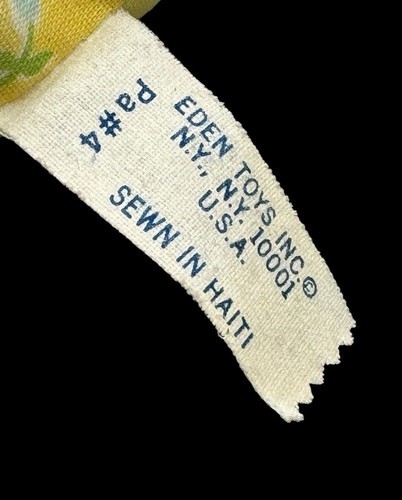 Pa#4
EDEN TOYS INC.©
N.Y., N.Y. 10001
U.S.A.
SEWN IN HAITI